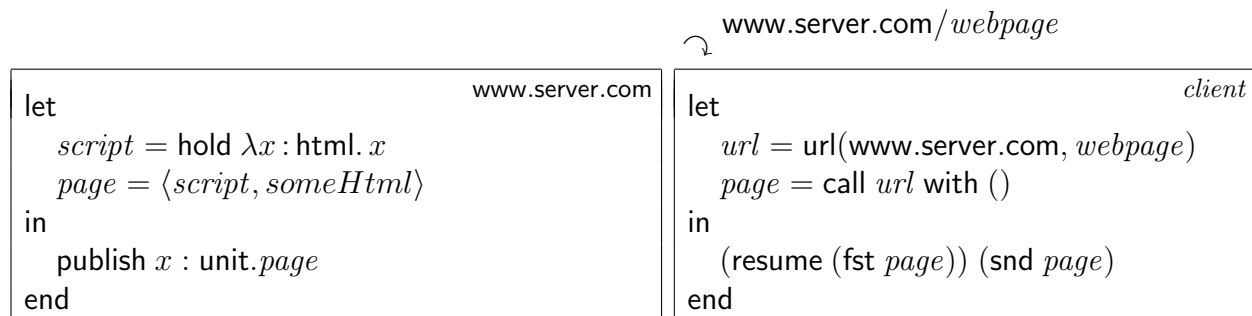 www.server.com/webpage
www.server.com
let
script = hold λx : html. x
page = ⟨script, someHtml⟩
in
publish x : unit.page
end
client
let
url = url(www.server.com, webpage)
page = call url with ()
in
(resume (fst page)) (snd page)
end